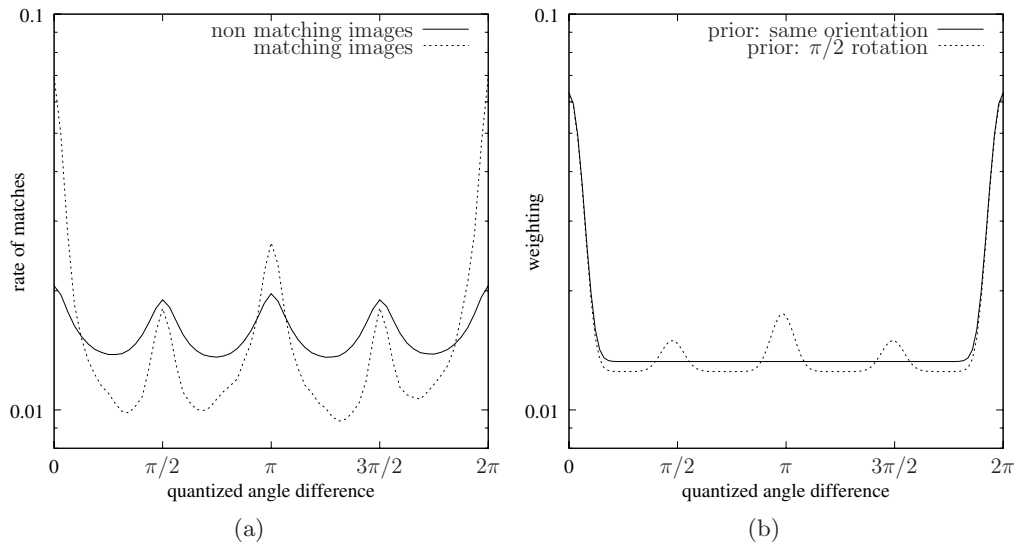 0.1
non matching images
matching images
rate of matches
0.01
0
π/2
π
3π/2
2π
quantized angle difference
(a)
0.1
prior: same orientation
prior: π/2 rotation
weighting
0.01
0
π/2
π
3π/2
2π
quantized angle difference
(b)